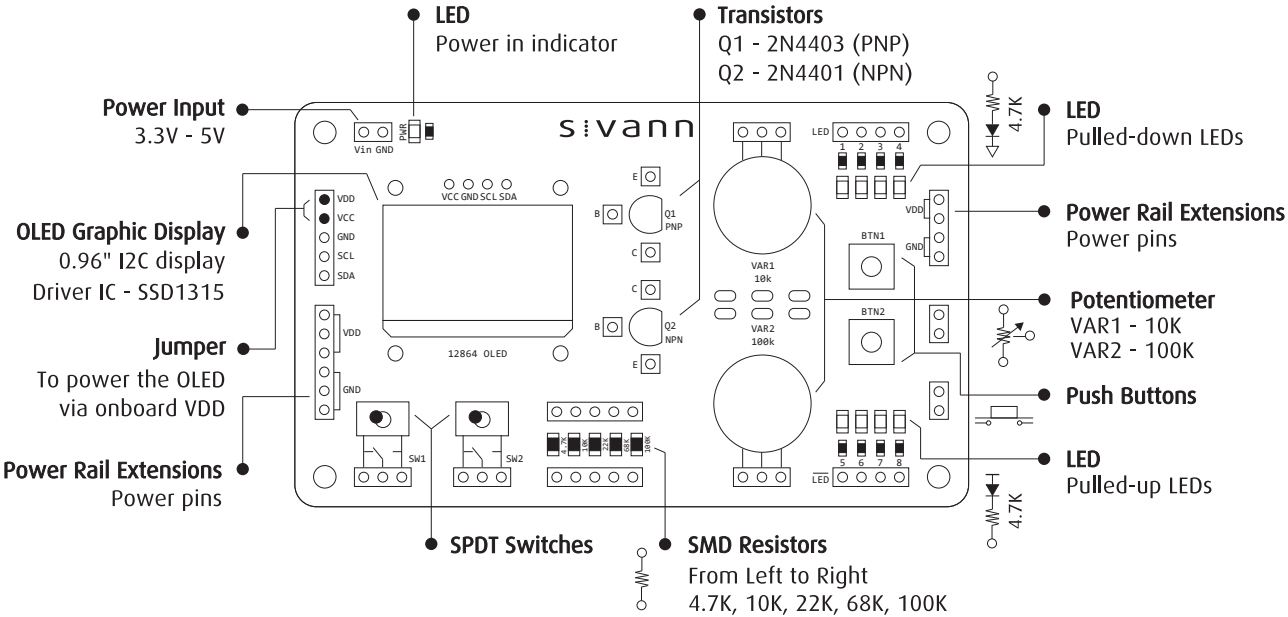 LED
Power in indicator
Transistors
Q1 - 2N4403 (PNP)
Q2 - 2N4401 (NPN)
Power Input
3.3V - 5V
OLED Graphic Display
0.96" I2C display
Driver IC - SSD1315
Jumper
To power the OLED
via onboard VDD
Power Rail Extensions
Power pins
4.7K
LED
Pulled-down LEDs
Power Rail Extensions
Power pins
Potentiometer
VAR1 - 10K
VAR2 - 100K
Push Buttons
LED
Pulled-up LEDs
4.7K
SPDT Switches
SMD Resistors
From Left to Right
4.7K, 10K, 22K, 68K, 100K
sivann
Vin GND
PWR
VDD
VCC
GND
SCL
SDA
VCC GND SCL SDA
12864 OLED
VDD
GND
E
B
Q1
PNP
C
C
B
Q2
NPN
E
VAR1
10k
VAR2
100k
LED
1 2 3 4
VDD
GND
BTN1
BTN2
5 6 7 8
LED
SW1
SW2
4.7K
10K
22K
68K
100K